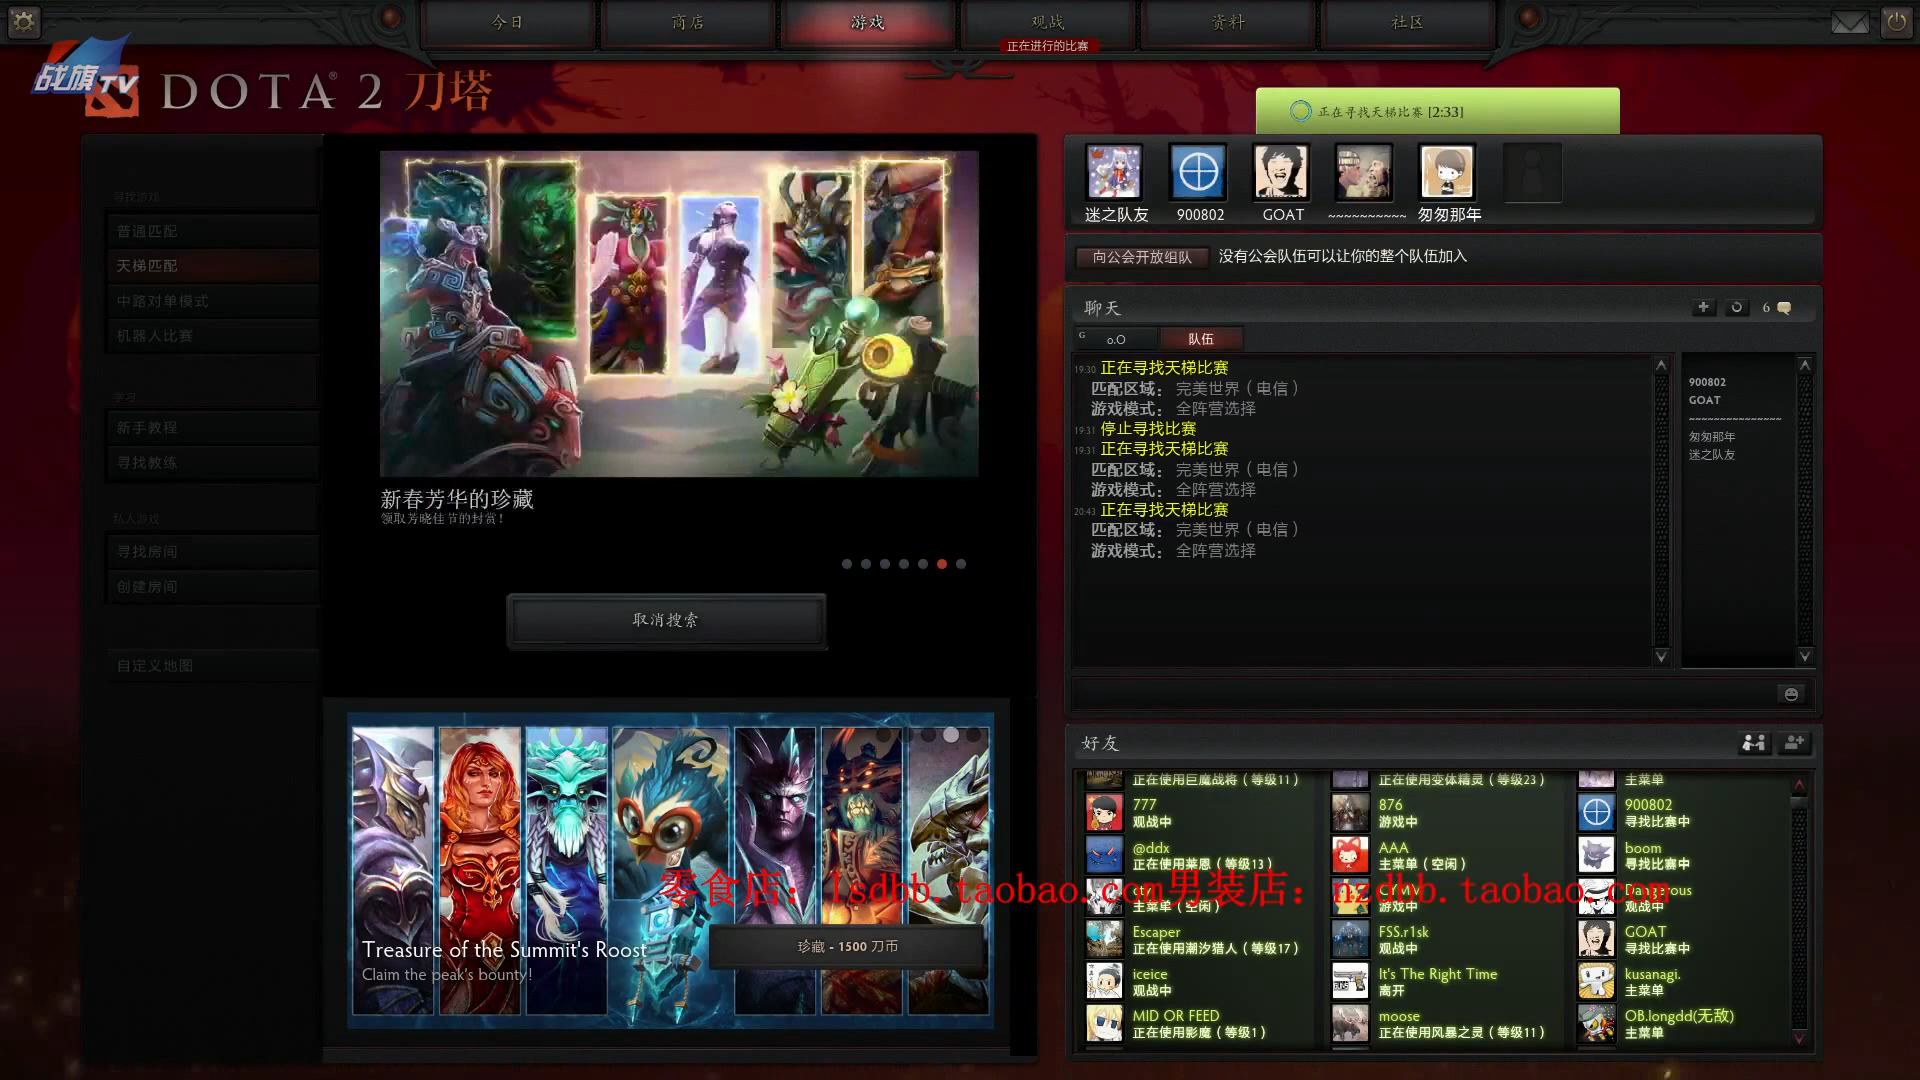 今日
商店
游戏
观战
资料
社区
正在进行的比赛
战旗TV
DOTA® 2 刀塔
正在寻找天梯比赛 [2:33]
迷之队友
900802
GOAT
~~~~~~~~~~
匆匆那年
向公会开放组队
没有公会队伍可以让你的整个队伍加入
寻找游戏
普通匹配
天梯匹配
中路对单模式
机器人比赛
学习
新手教程
寻找教练
私人游戏
寻找房间
创建房间
自定义地图
新春芳华的珍藏
领取芳晓佳节的封赏！
取消搜索
Treasure of the Summit's Roost
Claim the peak's bounty!
珍藏 - 1500 刀币
聊天
6
G
o.O
队伍
19:30 正在寻找天梯比赛
匹配区域： 完美世界（电信）
游戏模式： 全阵营选择
19:31 停止寻找比赛
19:31 正在寻找天梯比赛
匹配区域： 完美世界（电信）
游戏模式： 全阵营选择
20:43 正在寻找天梯比赛
匹配区域： 完美世界（电信）
游戏模式： 全阵营选择
900802
GOAT
~~~~~~~~~~~~~~~
匆匆那年
迷之队友
好友
正在使用巨魔战将（等级11）
正在使用变体精灵（等级23）
主菜单
777
观战中
876
游戏中
900802
寻找比赛中
@ddx
正在使用莱恩（等级13）
AAA
主菜单（空闲）
boom
寻找比赛中
零食店：lsdbb.taobao.com男装店：nzdbb.taobao.com
主菜单（空闲）
CYMM
游戏中
Dangerous
观战中
Escaper
正在使用潮汐猎人（等级17）
FSS.r1sk
观战中
GOAT
寻找比赛中
iceice
观战中
It's The Right Time
离开
kusanagi.
主菜单
MID OR FEED
正在使用影魔（等级1）
moose
正在使用风暴之灵（等级11）
OB.longdd(无敌)
主菜单